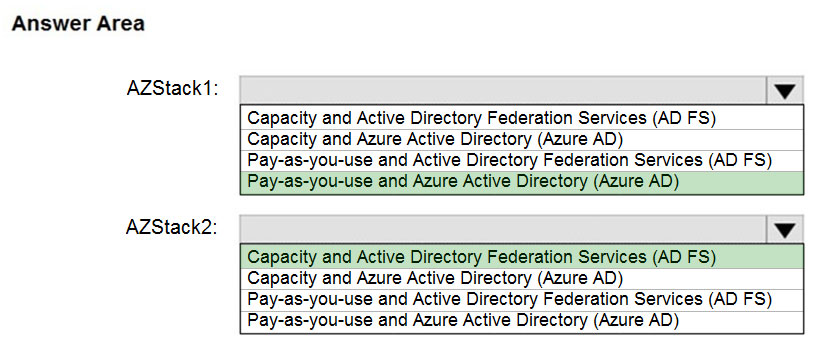 Answer Area
AZStack1:
Capacity and Active Directory Federation Services (AD FS)
Capacity and Azure Active Directory (Azure AD)
Pay-as-you-use and Active Directory Federation Services (AD FS)
Pay-as-you-use and Azure Active Directory (Azure AD)
AZStack2:
Capacity and Active Directory Federation Services (AD FS)
Capacity and Azure Active Directory (Azure AD)
Pay-as-you-use and Active Directory Federation Services (AD FS)
Pay-as-you-use and Azure Active Directory (Azure AD)